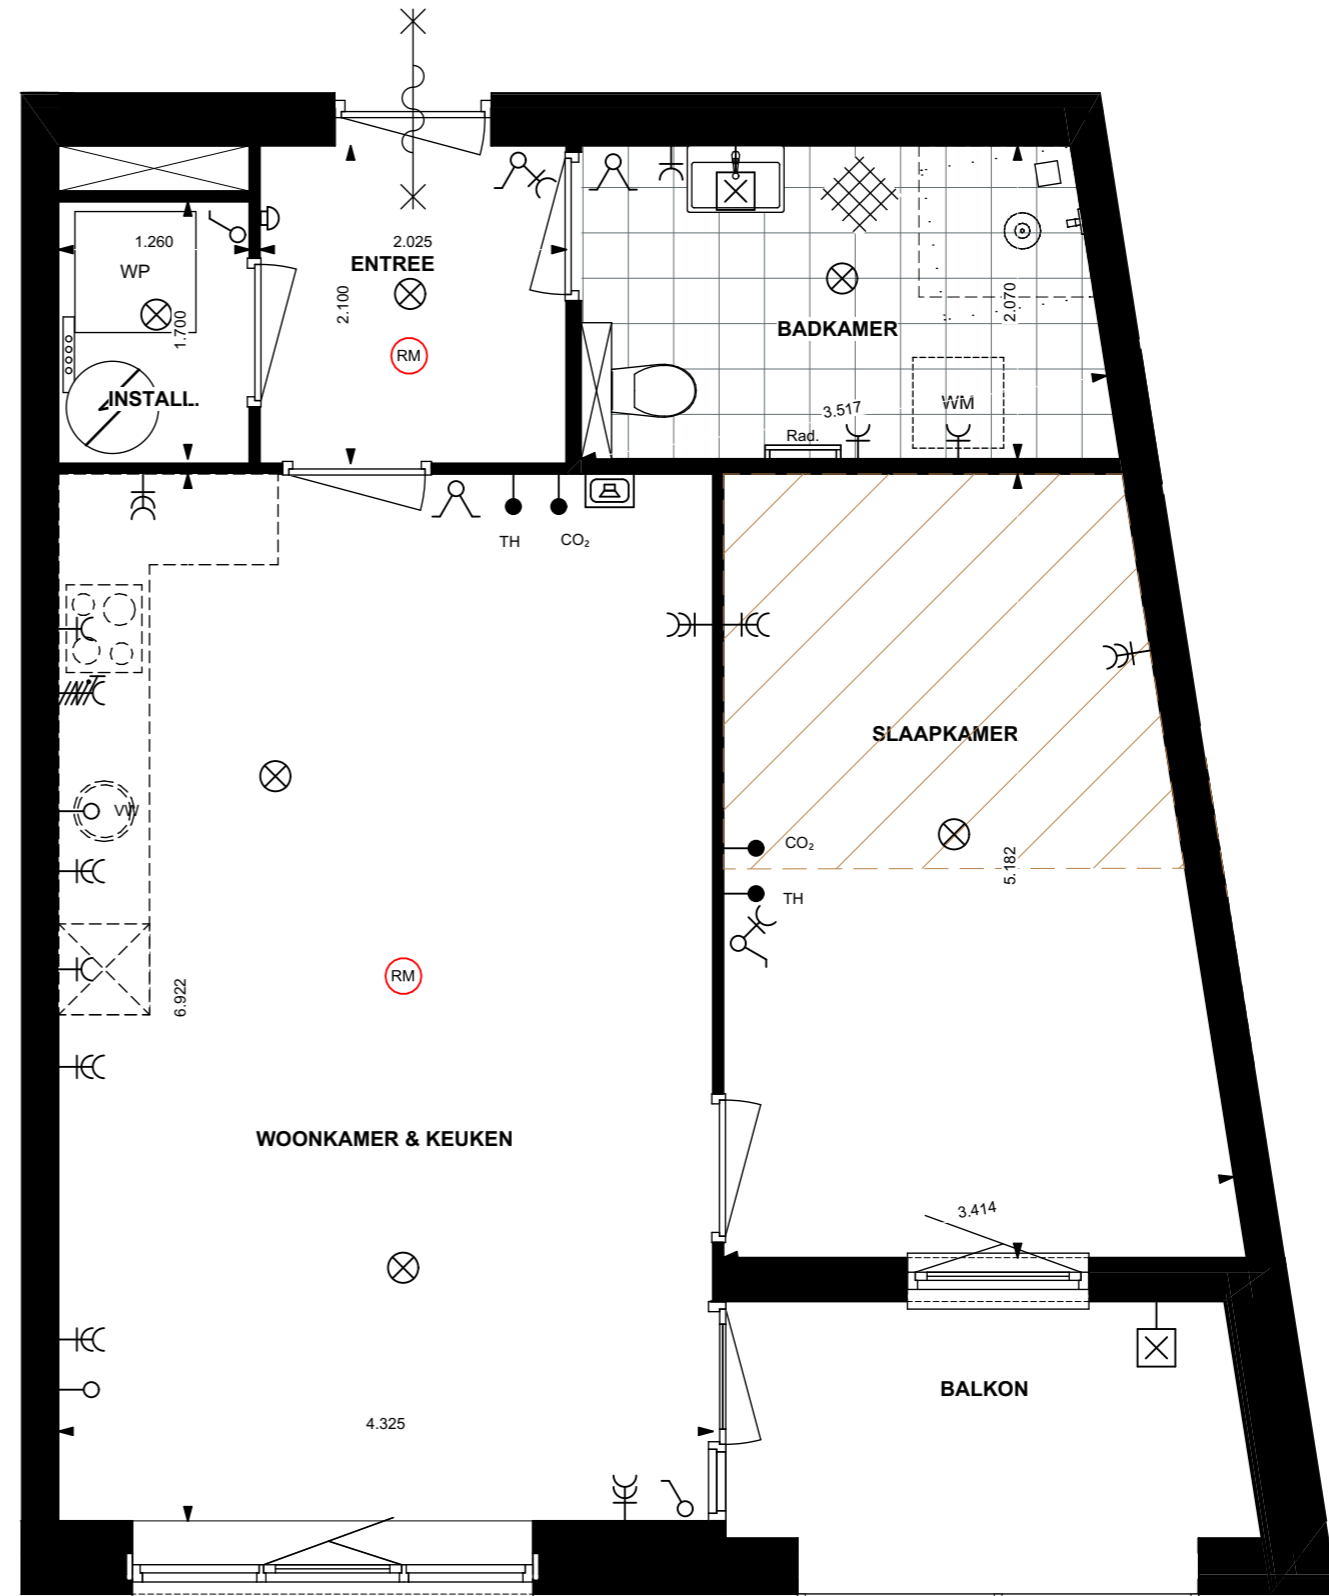 1.260
WP
1.700
INSTALL.
2.025
ENTREE
2.100
RM
BADKAMER
2.070
3.517
WM
Rad.
TH
CO₂
VW
6.922
RM
WOONKAMER & KEUKEN
4.325
SLAAPKAMER
CO₂
5.182
TH
3.414
BALKON